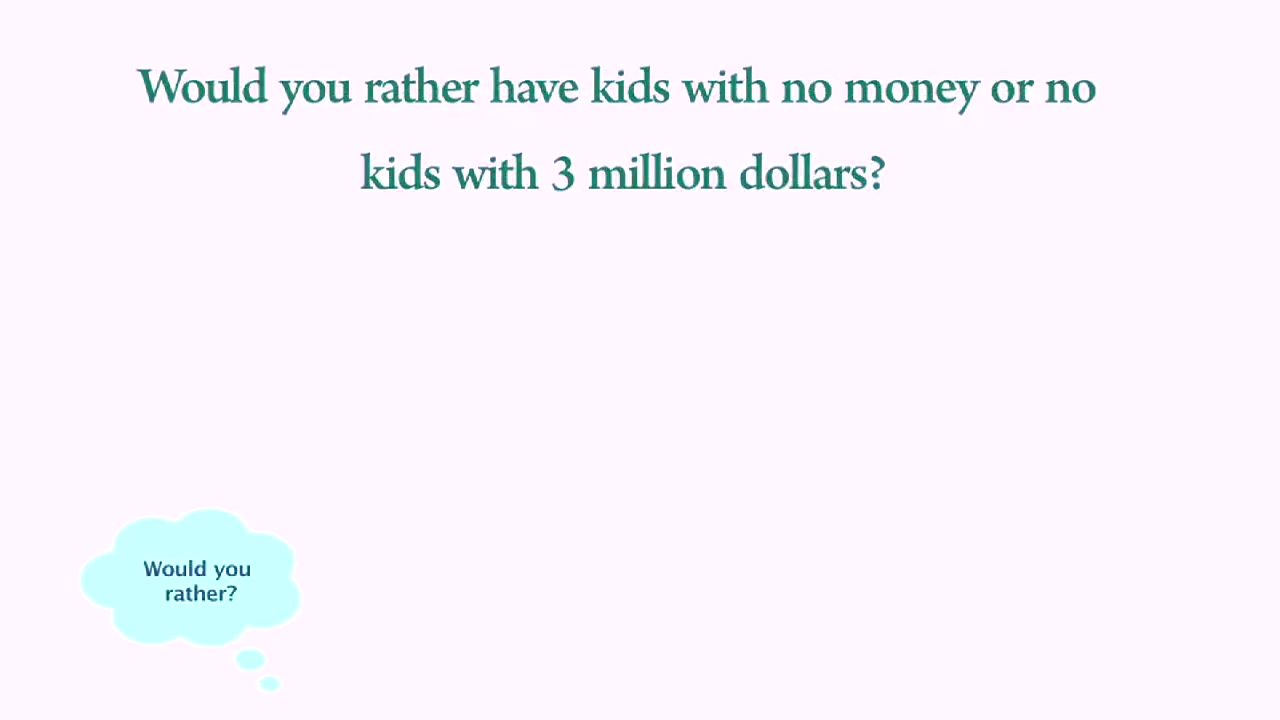 Would you rather have kids with no money or no
kids with 3 million dollars?
Would you
rather?